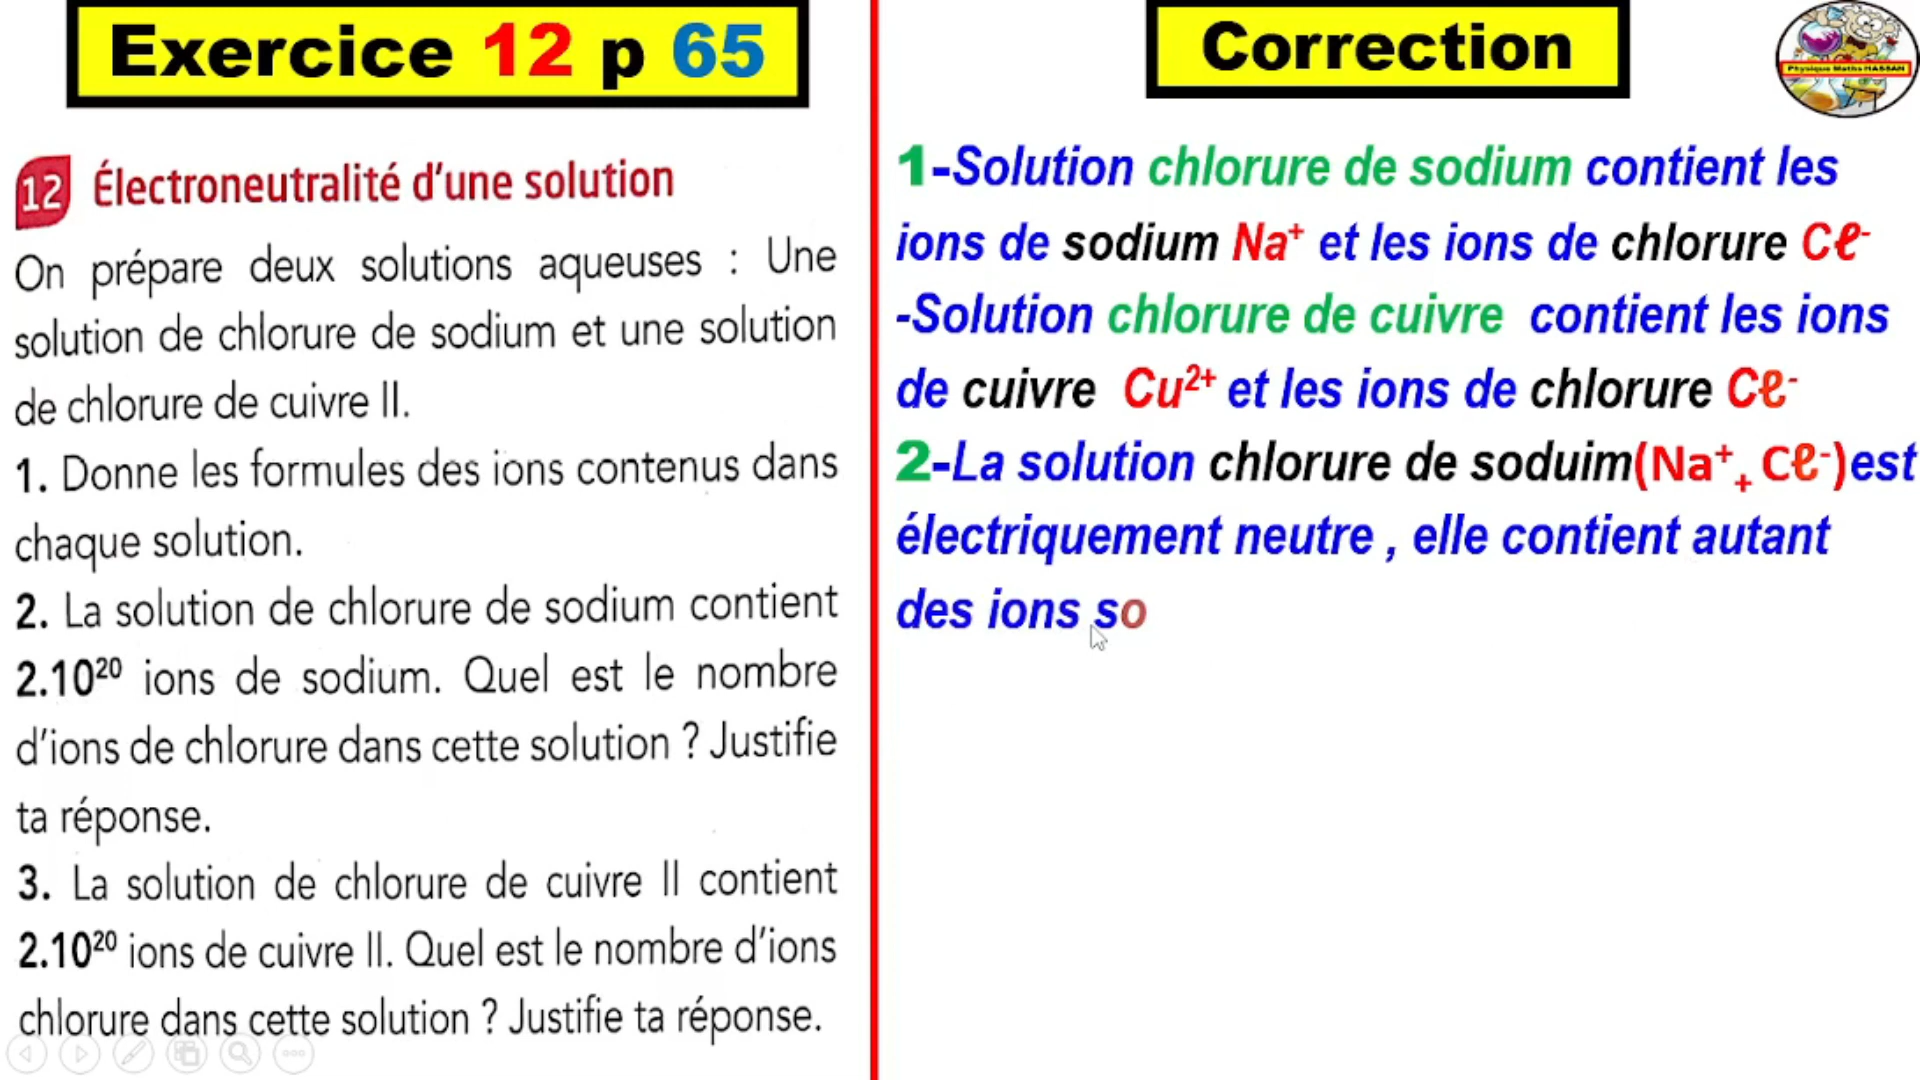 Exercice 12 p 65
12 Électroneutralité d'une solution
On prépare deux solutions aqueuses : Une
solution de chlorure de sodium et une solution
de chlorure de cuivre II.
1. Donne les formules des ions contenus dans
chaque solution.
2. La solution de chlorure de sodium contient
2.10²⁰ ions de sodium. Quel est le nombre
d'ions de chlorure dans cette solution ? Justifie
ta réponse.
3. La solution de chlorure de cuivre II contient
2.10²⁰ ions de cuivre II. Quel est le nombre d'ions
chlorure dans cette solution ? Justifie ta réponse.
Correction
Physique Maths HASSAN
1-Solution chlorure de sodium contient les
ions de sodium Na⁺ et les ions de chlorure Cℓ⁻
-Solution chlorure de cuivre contient les ions
de cuivre Cu²⁺ et les ions de chlorure Cℓ⁻
2-La solution chlorure de soduim(Na⁺₊ Cℓ⁻)est
électriquement neutre , elle contient autant
des ions so